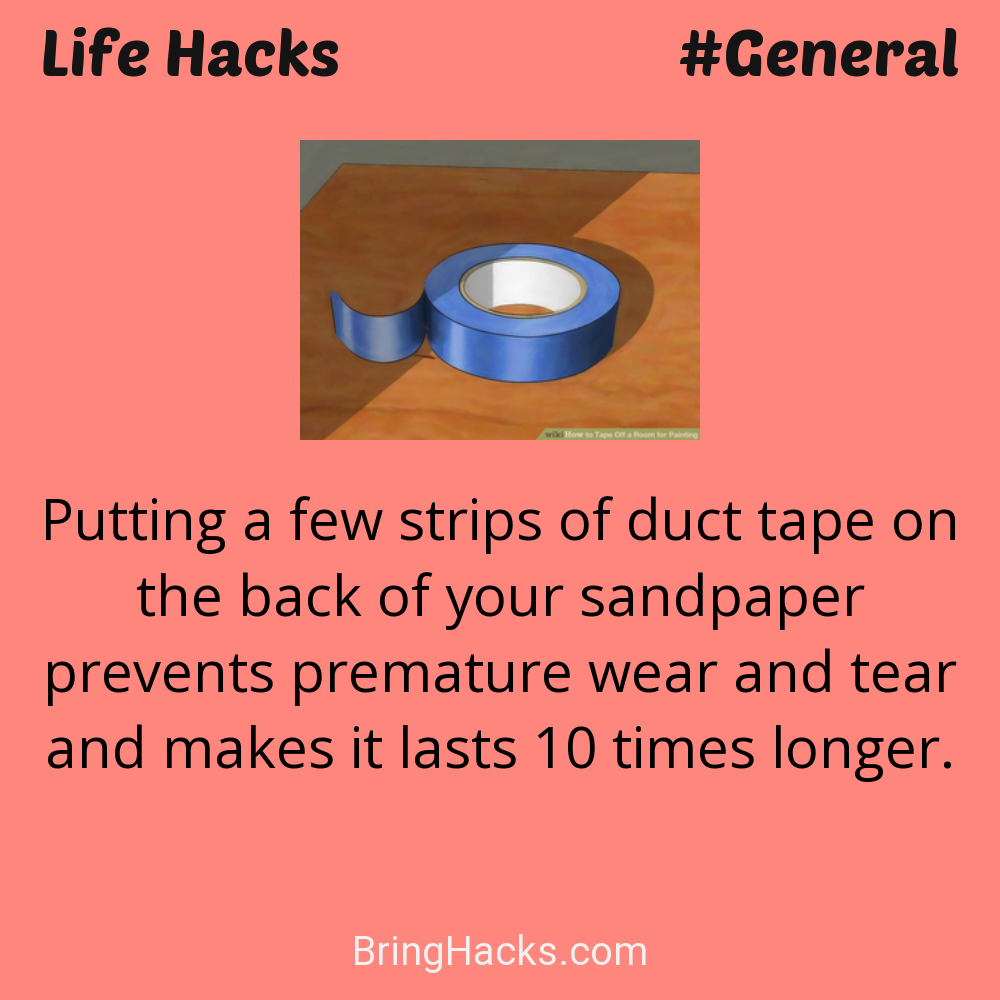 Life Hacks #General
wikiHow to Tape Off a Room for Painting
Putting a few strips of duct tape on
the back of your sandpaper
prevents premature wear and tear
and makes it lasts 10 times longer.
BringHacks.com